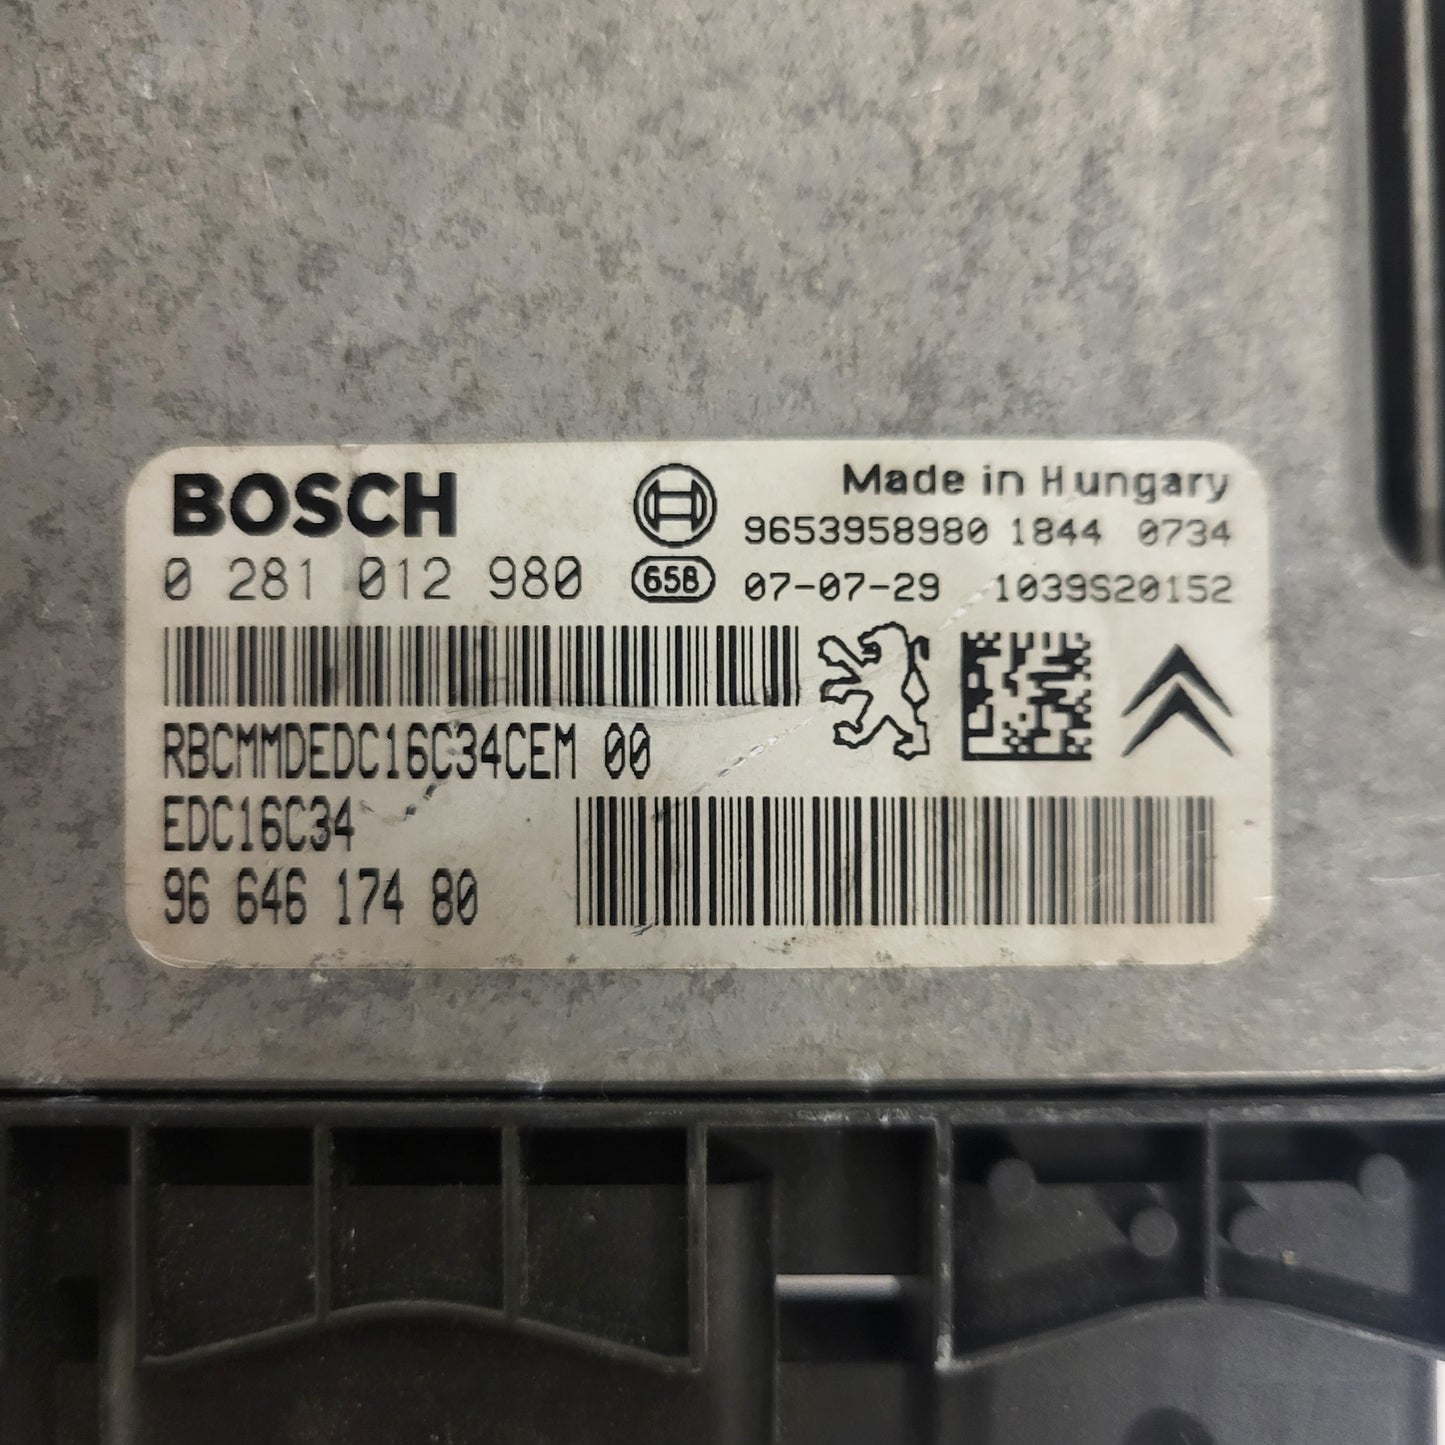 BOSCH
Made in Hungary
9653958980 1844 0734
0 281 012 980
65B
07-07-29 1039S20152
RBCMMDEDC16C34CEM 00
EDC16C34
96 646 174 80